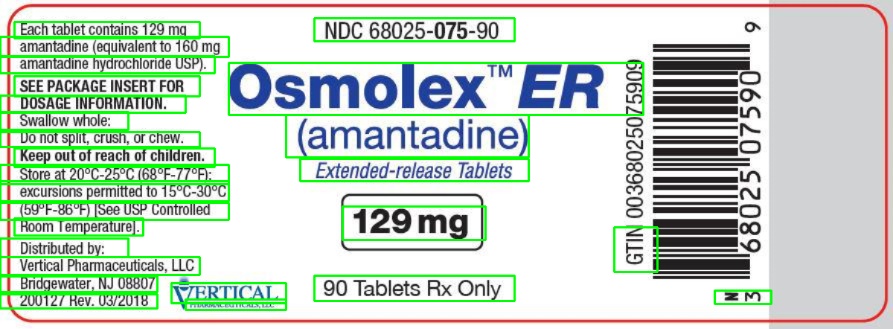 Each tablet contains 129 mg
amantadine (equivalent to 160 mg
amantadine hydrochloride USP).
SEE PACKAGE INSERT FOR
DOSAGE INFORMATION.
Swallow whole:
Do not split, crush, or chew.
Keep out of reach of children.
Store at 20°C-25°C (68°F-77°F):
excursions permitted to 15°C-30°C
(59°F-86°F) [See USP Controlled
Room Temperature].
Distributed by:
Vertical Pharmaceuticals, LLC
Bridgewater, NJ 08807
200127 Rev. 03/2018
VERTICAL
PHARMACEUTICALS, LLC
NDC 68025-075-90
Osmolex™ ER
(amantadine)
Extended-release Tablets
129 mg
90 Tablets Rx Only
GTIN 00368025075909
N
3 68025 07590 9